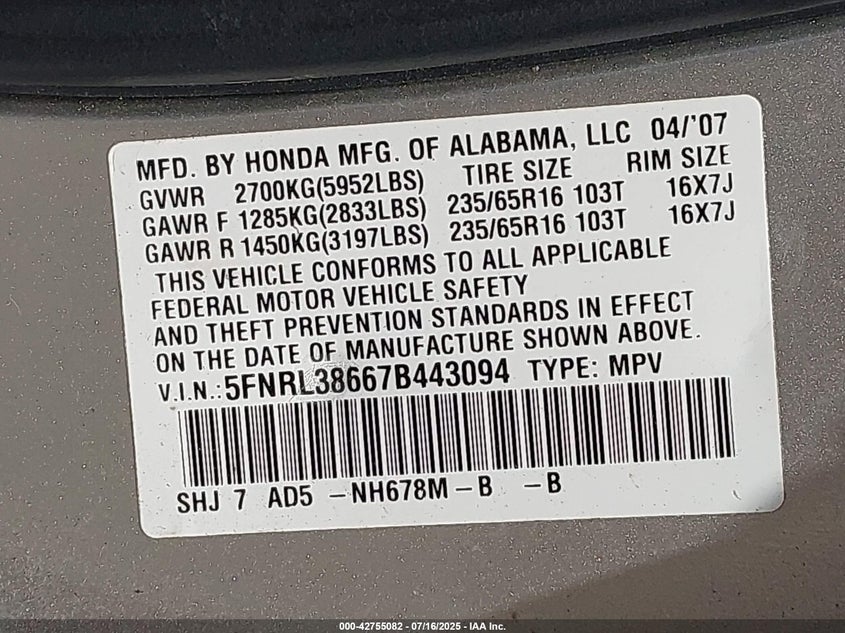 MFD. BY HONDA MFG. OF ALABAMA, LLC 04/'07
GVWR 2700KG(5952LBS) TIRE SIZE RIM SIZE
GAWR F 1285KG(2833LBS) 235/65R16 103T 16X7J
GAWR R 1450KG(3197LBS) 235/65R16 103T 16X7J
THIS VEHICLE CONFORMS TO ALL APPLICABLE
FEDERAL MOTOR VEHICLE SAFETY
AND THEFT PREVENTION STANDARDS IN EFFECT
ON THE DATE OF MANUFACTURE SHOWN ABOVE.
V.I.N.: 5FNRL38667B443094 TYPE: MPV
SHJ 7 AD5 -NH678M-B -B
000-42755082 - 07/16/2025 - IAA Inc.